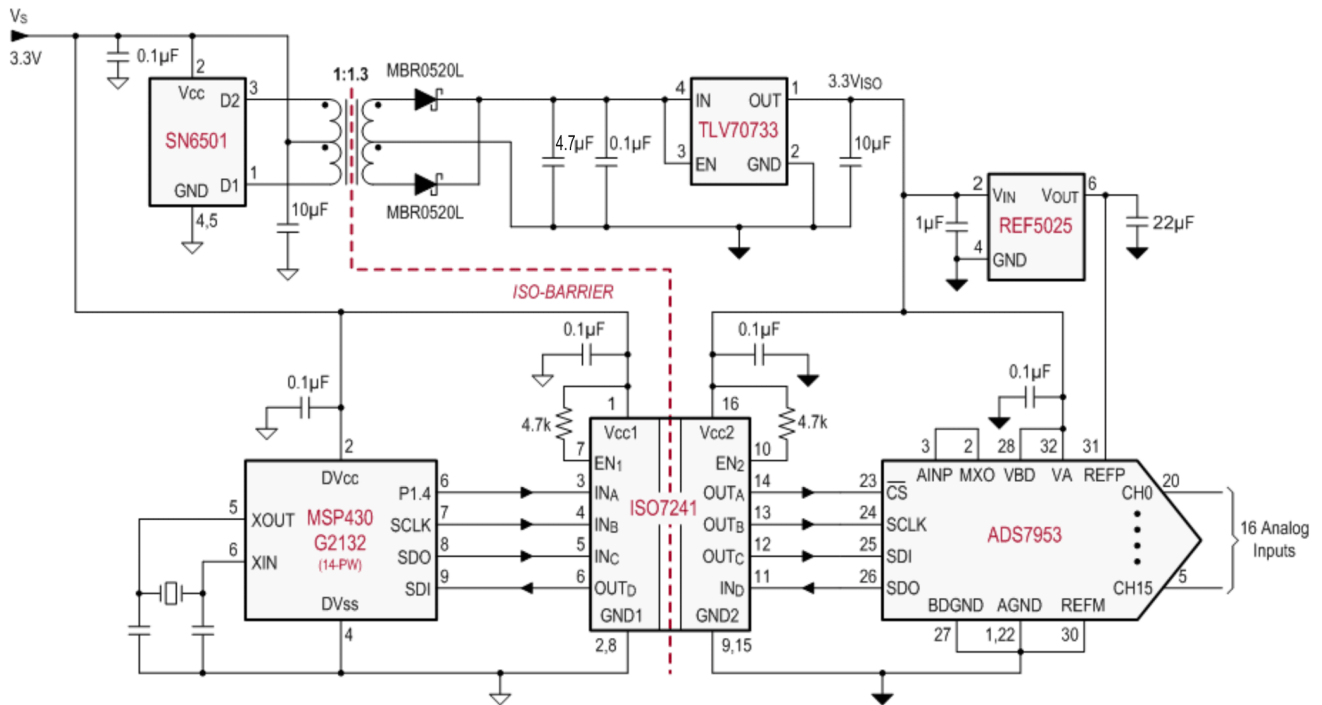 VS
3.3V
0.1µF
2
Vcc
D2
3
SN6501
GND
D1
1
4,5
1:1.3
MBR0520L
MBR0520L
10µF
4.7µF
0.1µF
4
IN
OUT
1
TLV70733
3
EN
GND
2
3.3VISO
10µF
2
VIN
VOUT
6
REF5025
1µF
4
GND
22µF
ISO-BARRIER
0.1µF
0.1µF
0.1µF
0.1µF
4.7k
4.7k
1
16
Vcc1
Vcc2
7
EN1
EN2
10
3
INA
OUTA
14
ISO7241
4
INB
OUTB
13
5
INC
OUTC
12
6
OUTD
IND
11
GND1
GND2
2,8
9,15
2
DVcc
5
XOUT
P1.4
6
MSP430
G2132
(14-PW)
SCLK
7
6
XIN
SDO
8
SDI
9
DVss
4
3
2
28
32
31
AINP
MXO
VBD
VA
REFP
23
CS
CH0
20
24
SCLK
ADS7953
25
SDI
26
SDO
CH15
5
BDGND
AGND
REFM
27
1,22
30
16 Analog
Inputs